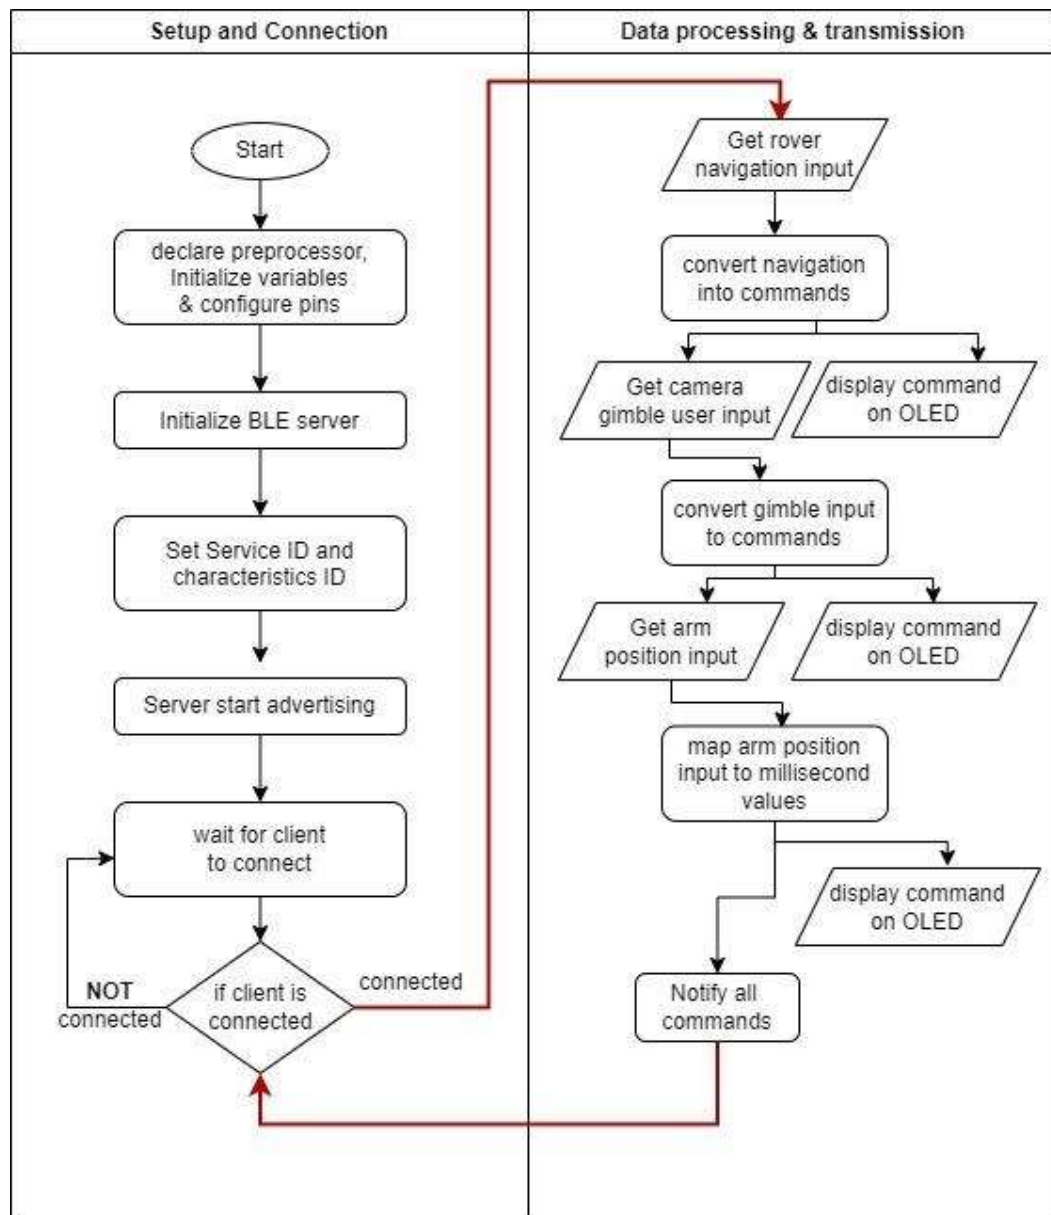 Setup and Connection
Data processing & transmission
Start
declare preprocessor,
Initialize variables
& configure pins
Initialize BLE server
Set Service ID and
characteristics ID
Server start advertising
wait for client
to connect
if client is
connected
NOT
connected
connected
Get rover
navigation input
convert navigation
into commands
Get camera
gimble user input
display command
on OLED
convert gimble input
to commands
Get arm
position input
display command
on OLED
map arm position
input to millisecond
values
display command
on OLED
Notify all
commands